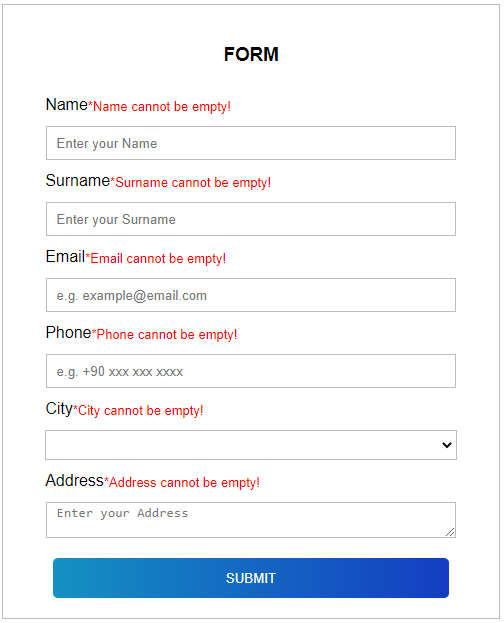 FORM
Name*Name cannot be empty!
Enter your Name
Surname*Surname cannot be empty!
Enter your Surname
Email*Email cannot be empty!
e.g. example@email.com
Phone*Phone cannot be empty!
e.g. +90 xxx xxx xxxx
City*City cannot be empty!
Address*Address cannot be empty!
Enter your Address
SUBMIT